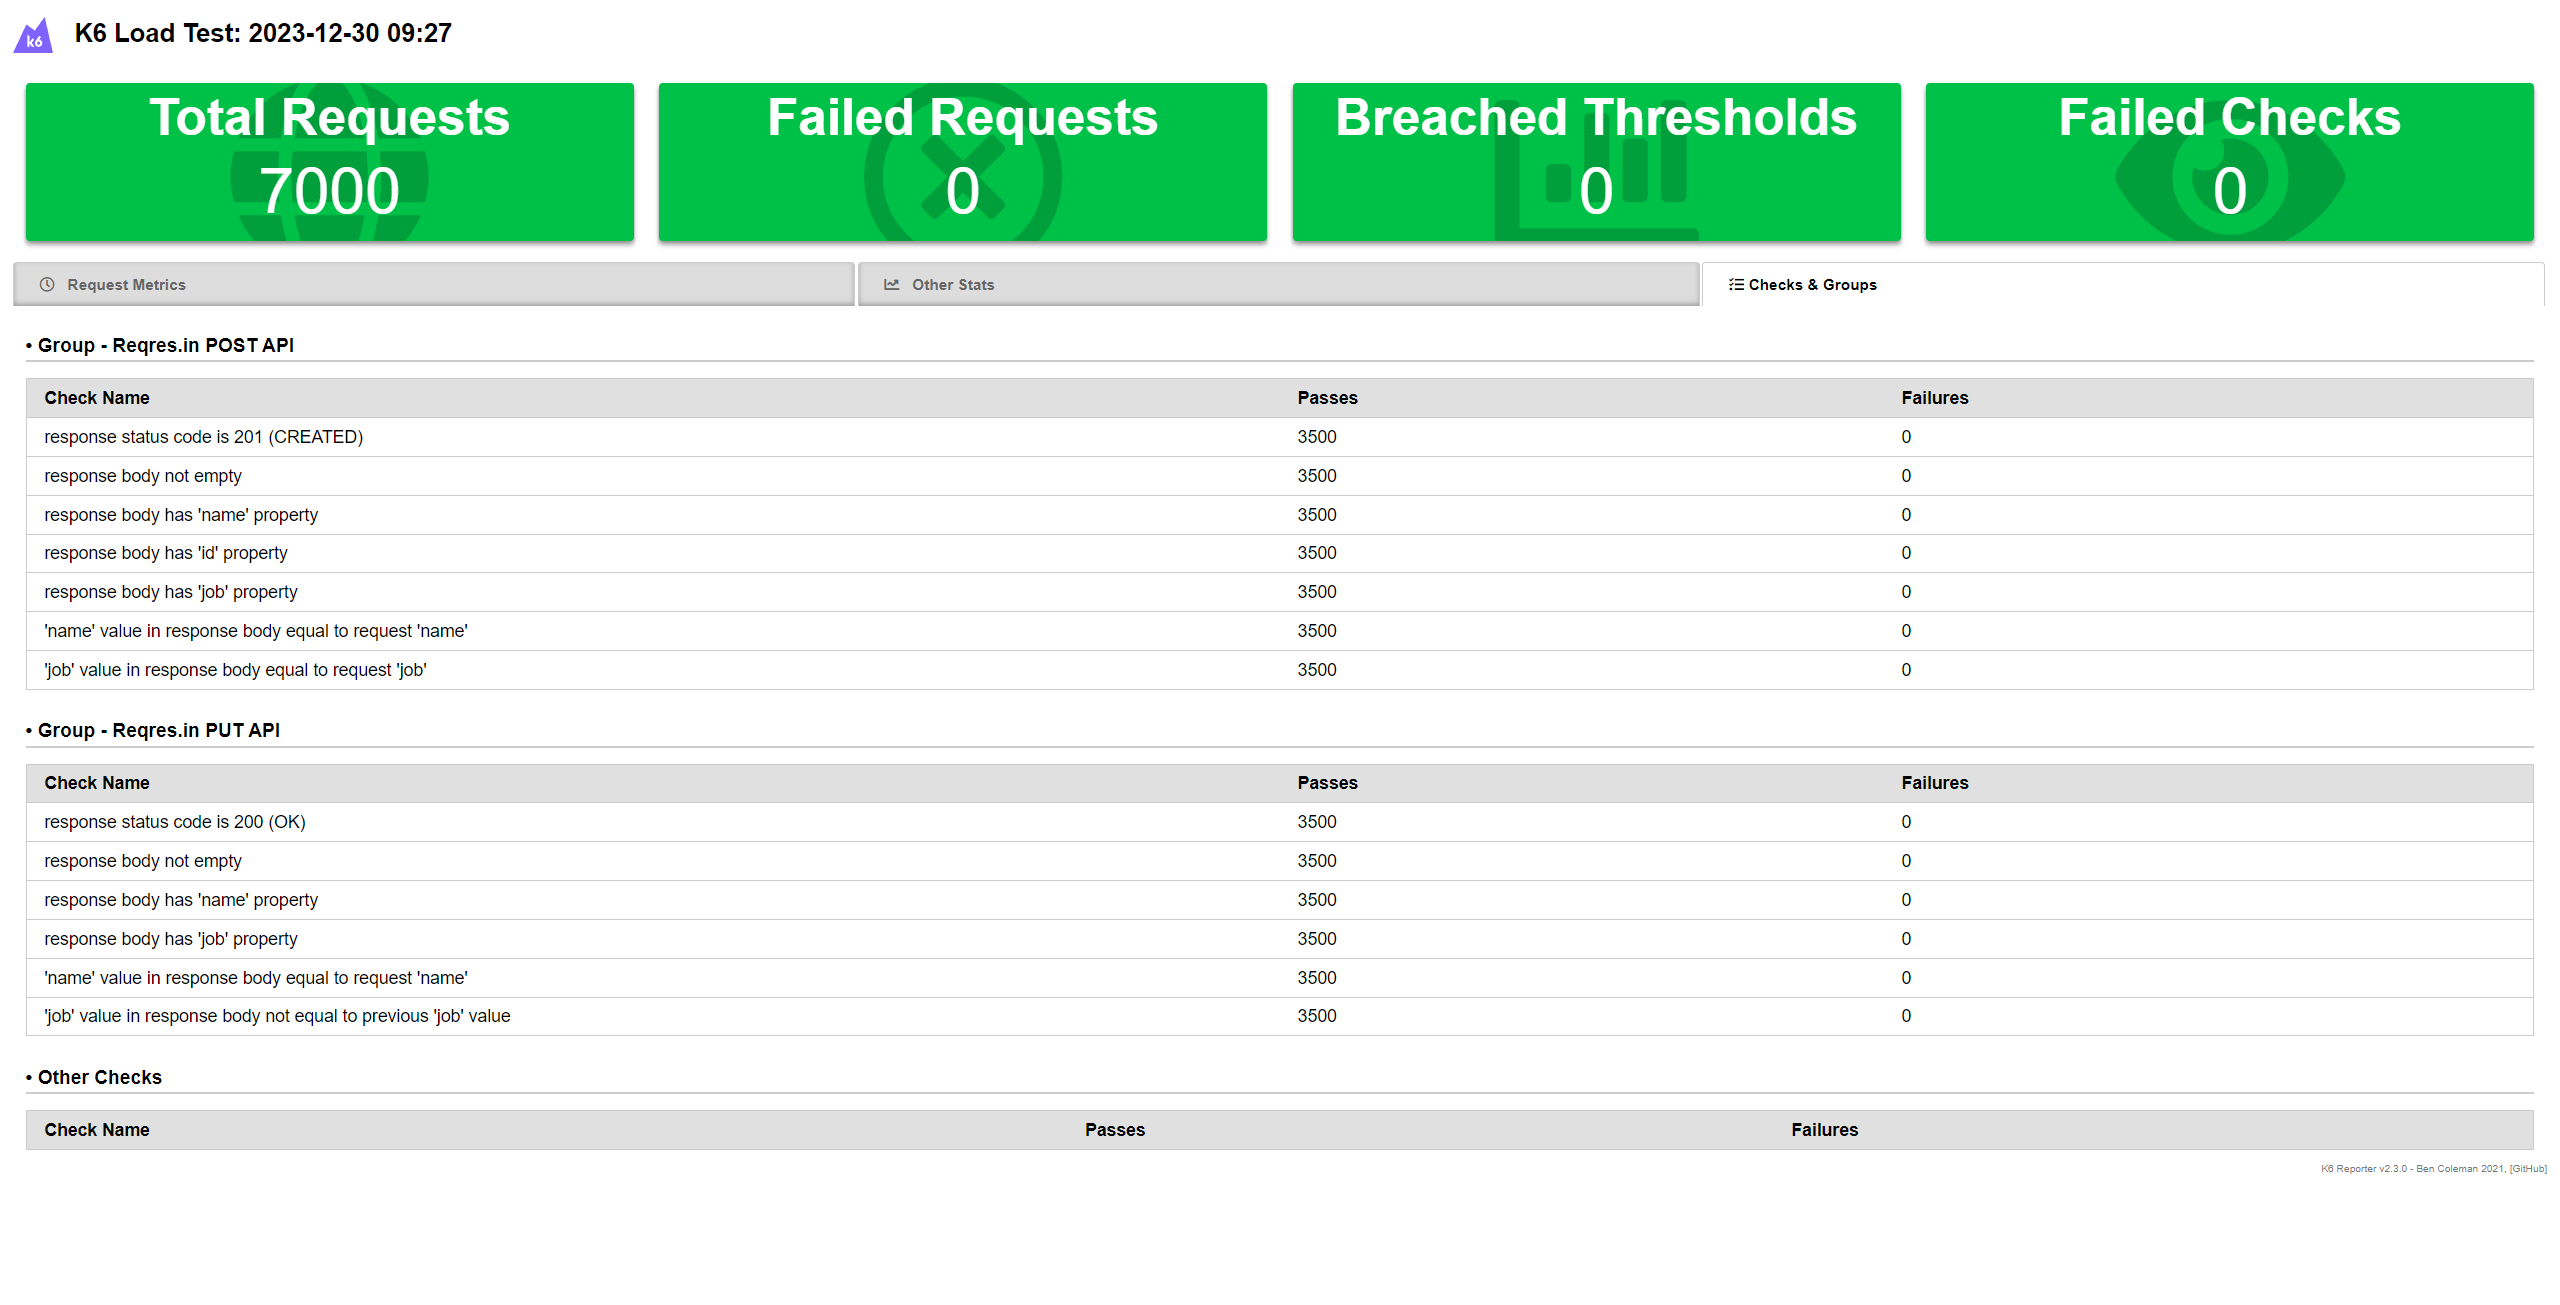 k6 K6 Load Test: 2023-12-30 09:27
Total Requests Failed Requests Breached Thresholds Failed Checks
7000 0 0 0
Request Metrics Other Stats Checks & Groups
• Group - Reqres.in POST API
Check Name Passes Failures
response status code is 201 (CREATED) 3500 0
response body not empty 3500 0
response body has 'name' property 3500 0
response body has 'id' property 3500 0
response body has 'job' property 3500 0
'name' value in response body equal to request 'name' 3500 0
'job' value in response body equal to request 'job' 3500 0
• Group - Reqres.in PUT API
Check Name Passes Failures
response status code is 200 (OK) 3500 0
response body not empty 3500 0
response body has 'name' property 3500 0
response body has 'job' property 3500 0
'name' value in response body equal to request 'name' 3500 0
'job' value in response body not equal to previous 'job' value 3500 0
• Other Checks
Check Name Passes Failures
K6 Reporter v2.3.0 - Ben Coleman 2021, [GitHub]